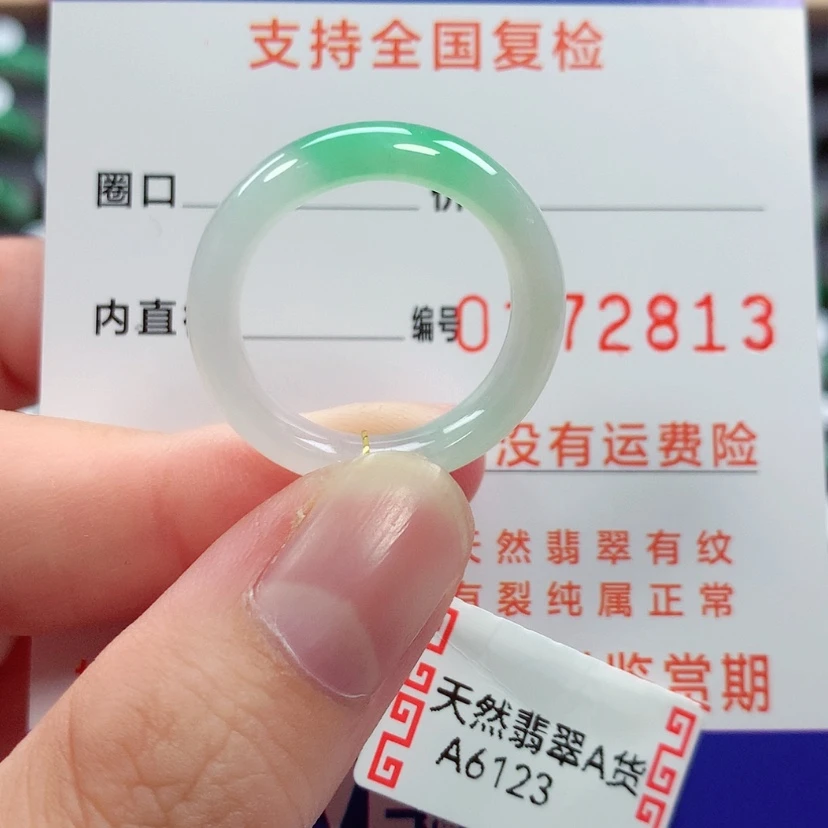 支持全国复检
圈口
内直 编号 0 72813
没有运费险
天然翡翠有纹
有裂纯属正常
鉴赏期
天然翡翠A货
A6123